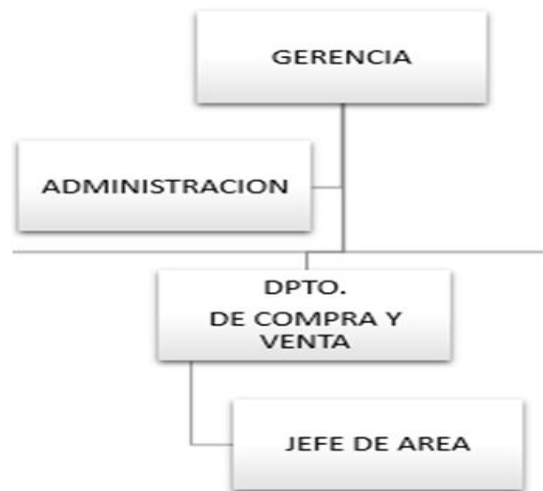 GERENCIA
ADMINISTRACION
DPTO.
DE COMPRA Y
VENTA
JEFE DE AREA